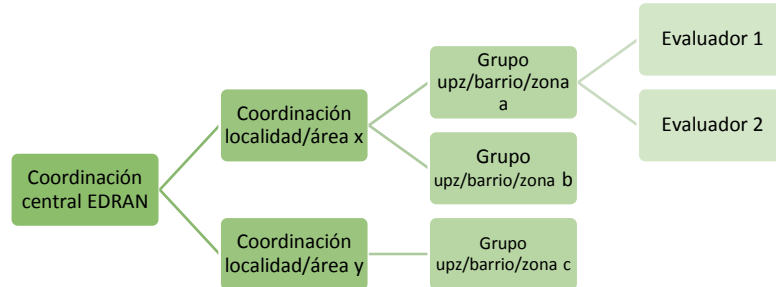 Coordinación
central EDRAN
Coordinación
localidad/área x
Grupo
upz/barrio/zona
a
Evaluador 1
Evaluador 2
Grupo
upz/barrio/zona b
Coordinación
localidad/área y
Grupo
upz/barrio/zona c